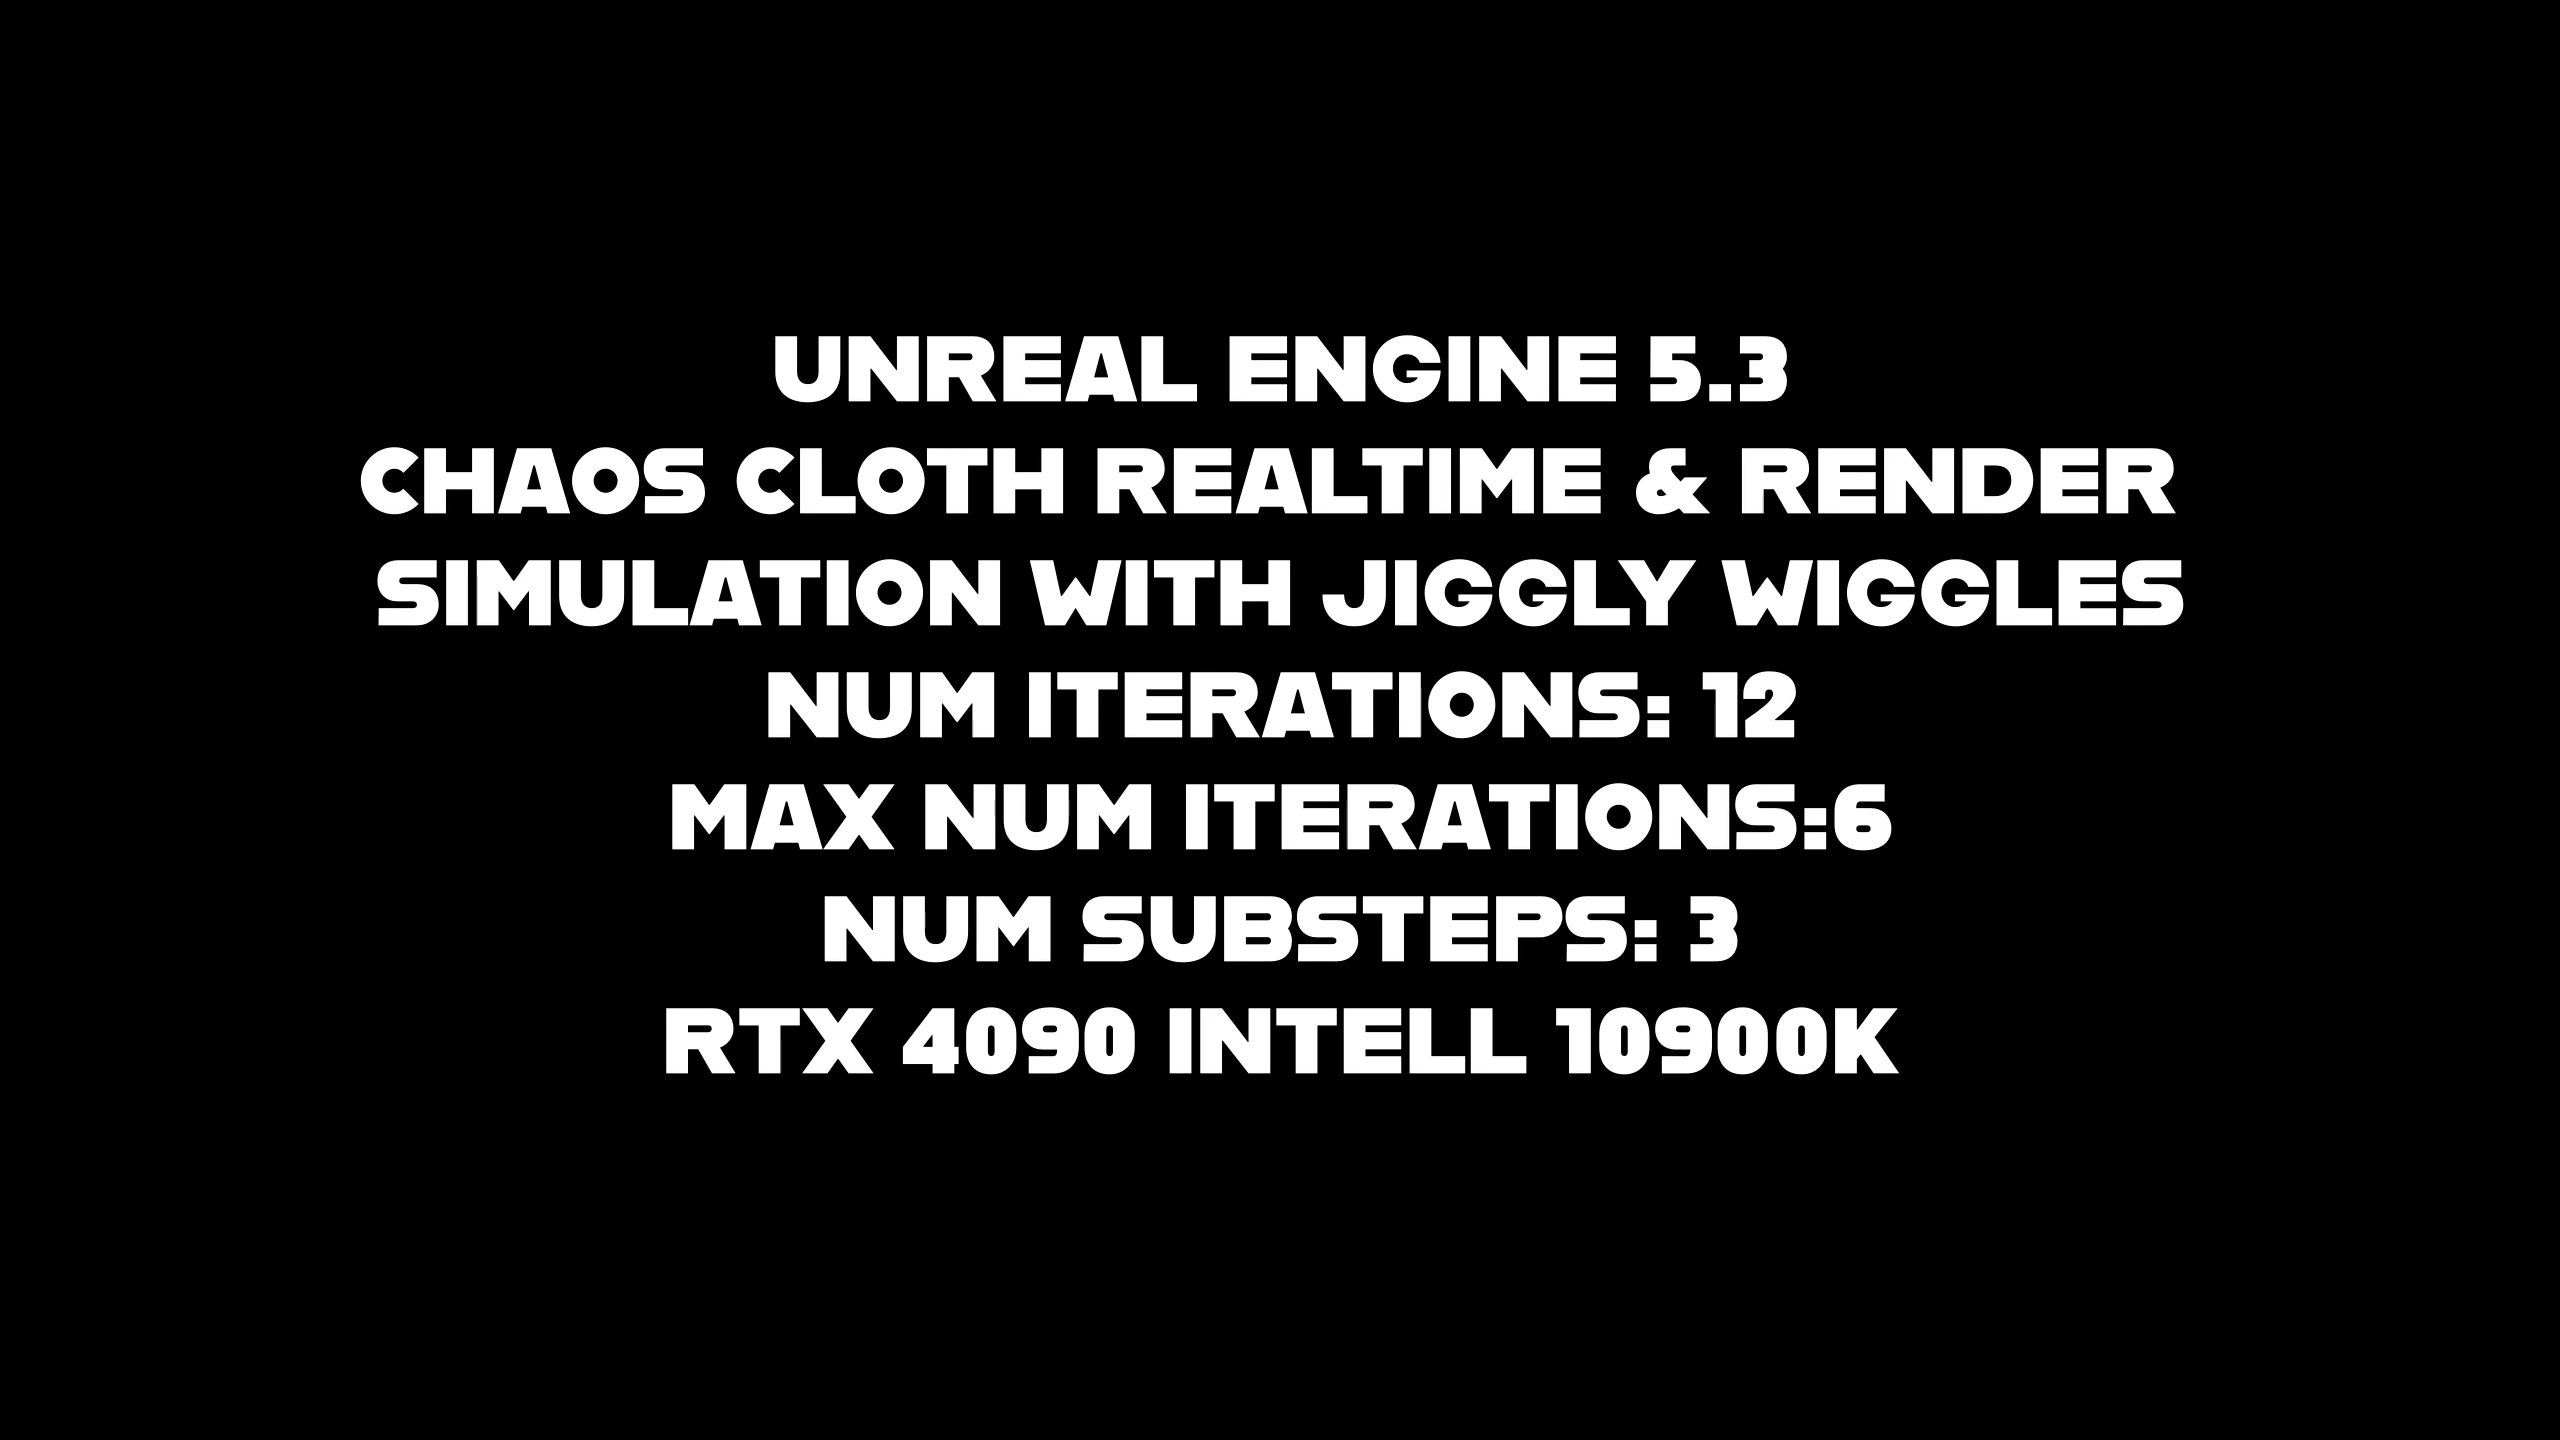 UNREAL ENGINE 5.3
CHAOS CLOTH REALTIME & RENDER
SIMULATION WITH JIGGLY WIGGLES
NUM ITERATIONS: 12
MAX NUM ITERATIONS:6
NUM SUBSTEPS: 3
RTX 4090 INTELL 10900K